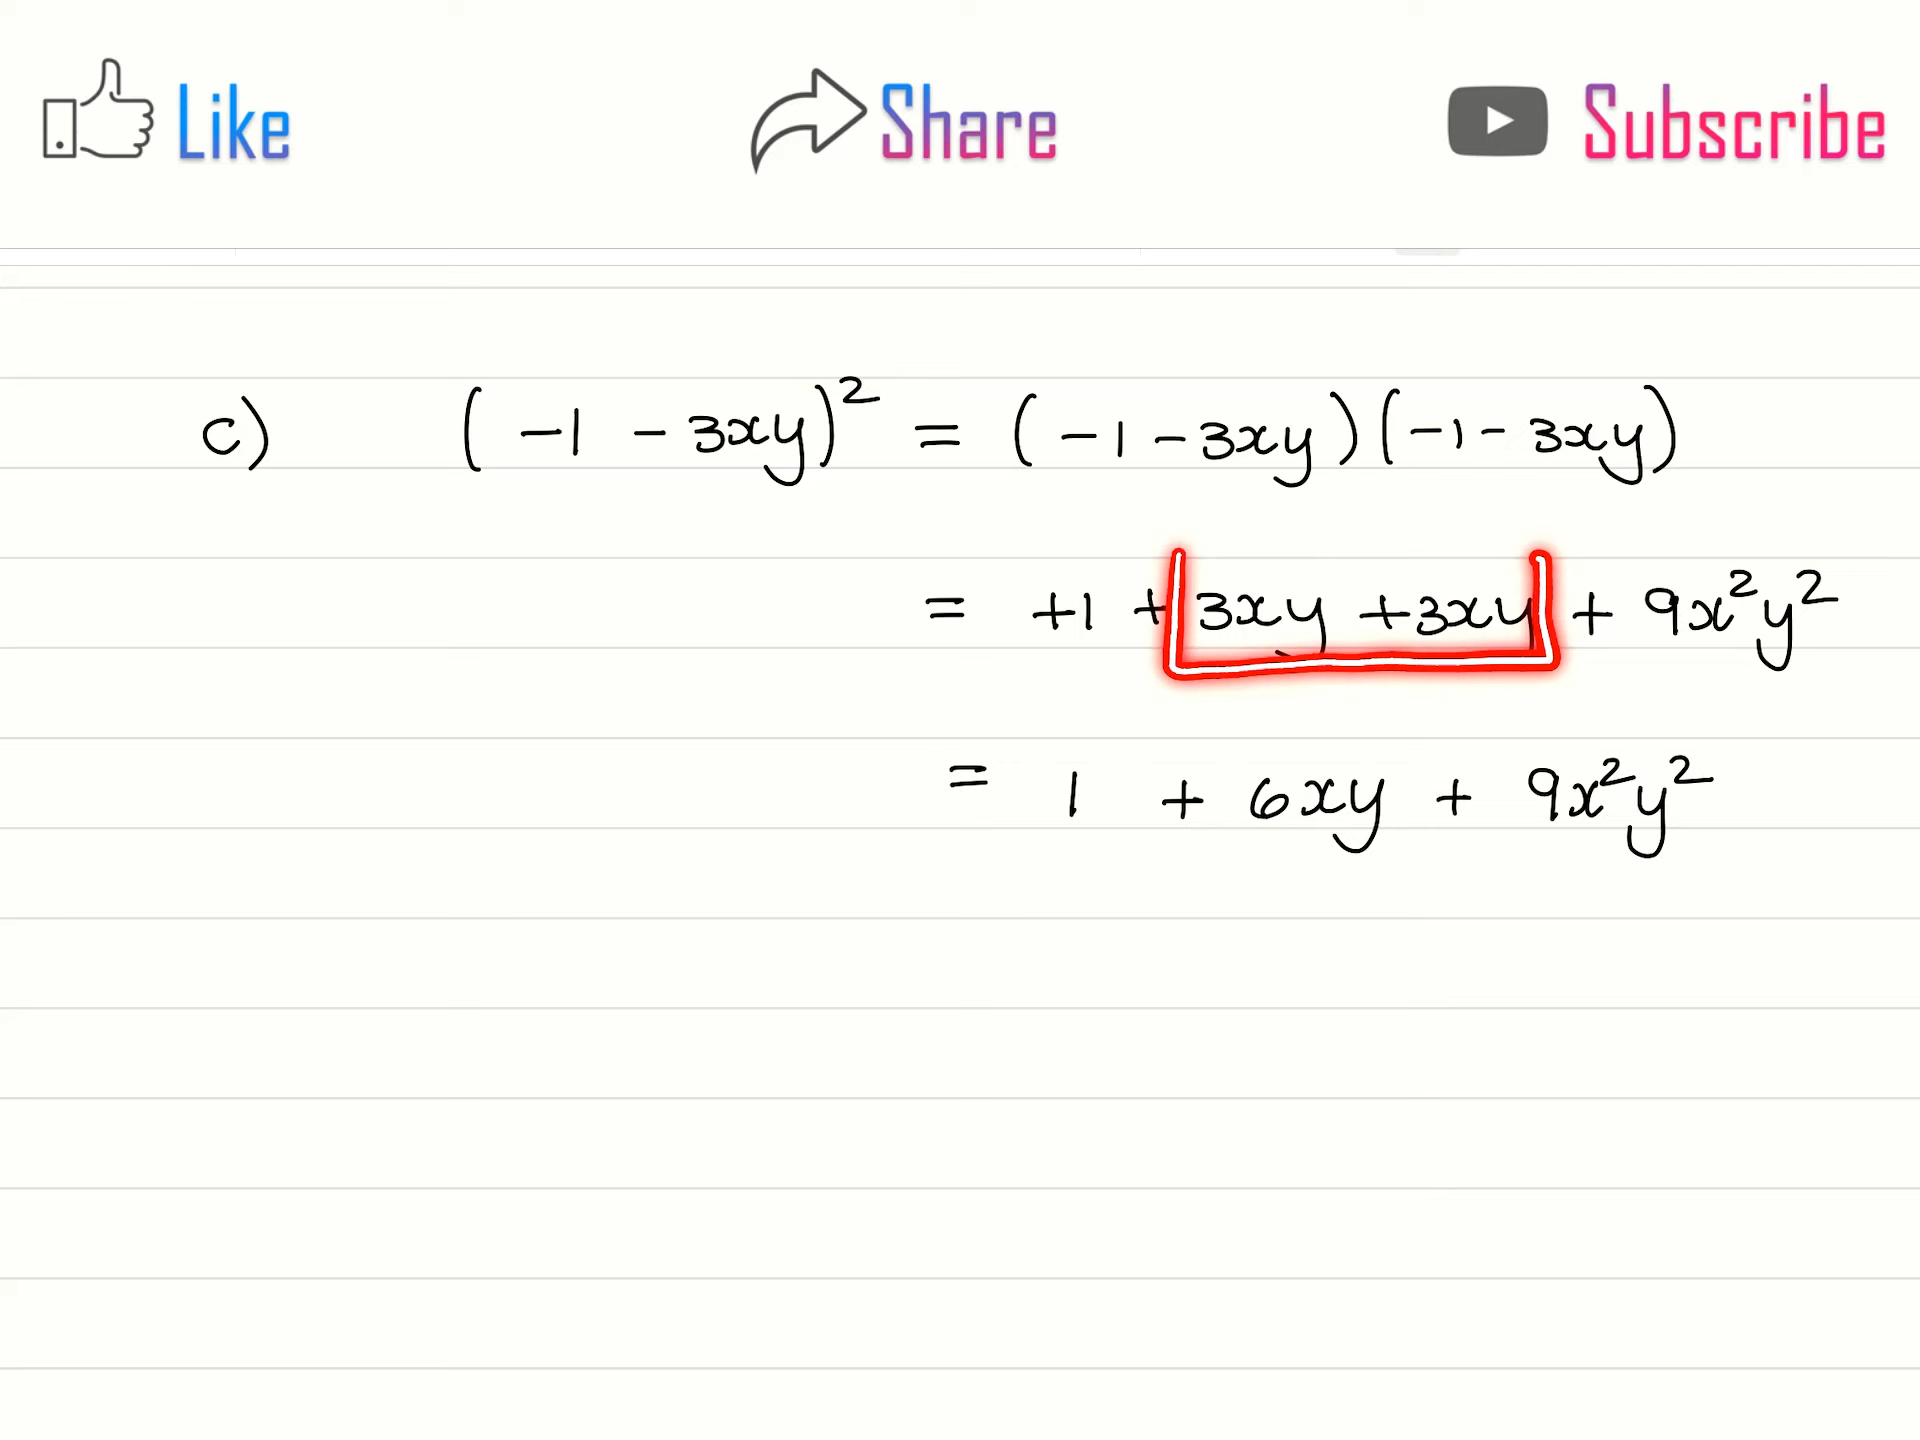 Like Share Subscribe
c) (-1 - 3xy)² = (-1 - 3xy)(-1 - 3xy)
= +1 + 3xy + 3xy + 9x²y²
= 1 + 6xy + 9x²y²